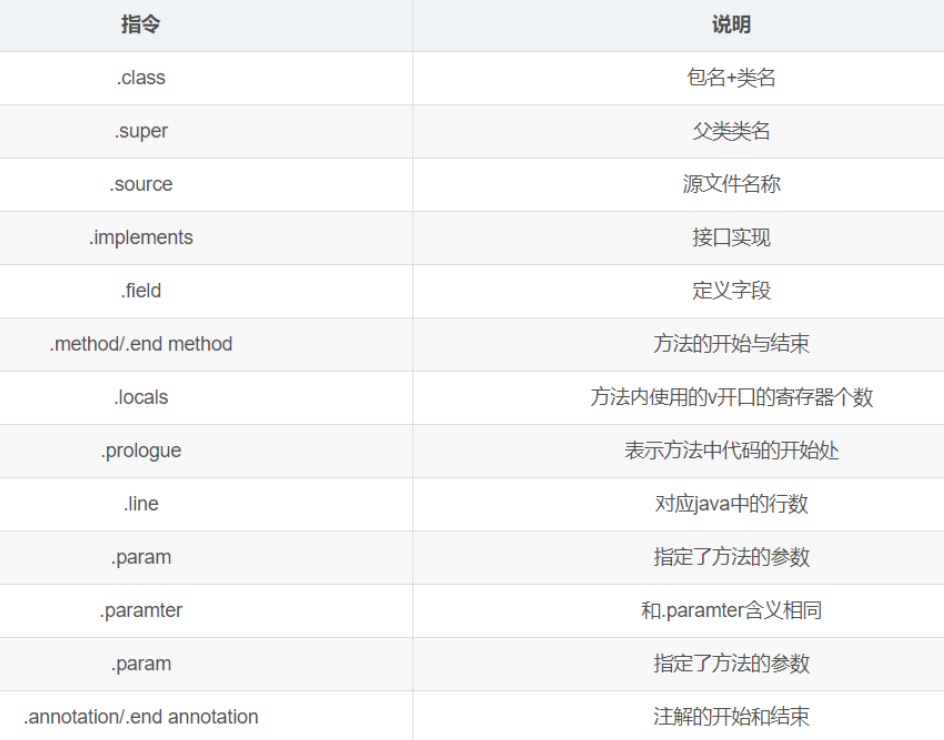 指令 说明
.class 包名+类名
.super 父类类名
.source 源文件名称
.implements 接口实现
.field 定义字段
.method/.end method 方法的开始与结束
.locals 方法内使用的v开口的寄存器个数
.prologue 表示方法中代码的开始处
.line 对应java中的行数
.param 指定了方法的参数
.paramter 和.paramter含义相同
.param 指定了方法的参数
.annotation/.end annotation 注解的开始和结束